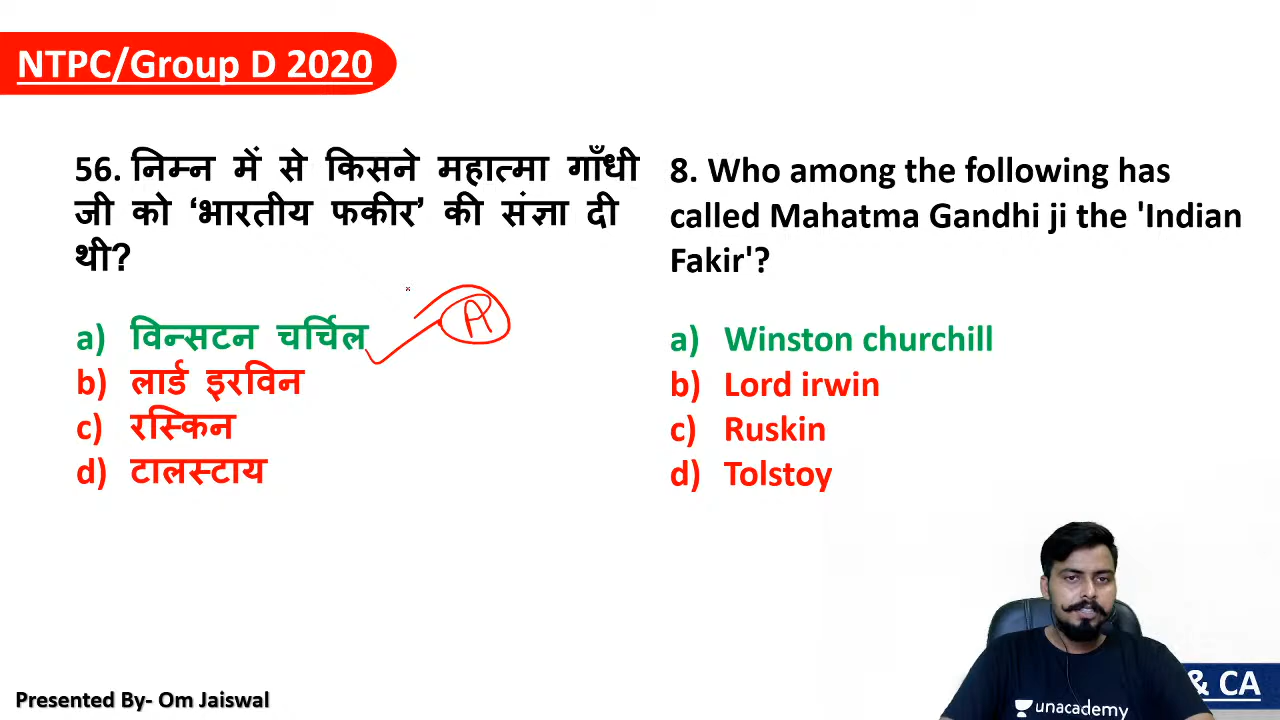 NTPC/Group D 2020
56. निम्न में से किसने महात्मा गाँधी
जी को ‘भारतीय फकीर’ की संज्ञा दी
थी?
a) विन्सटन चर्चिल
A
b) लार्ड इरविन
c) रस्किन
d) टालस्टाय
8. Who among the following has
called Mahatma Gandhi ji the 'Indian
Fakir'?
a) Winston churchill
b) Lord irwin
c) Ruskin
d) Tolstoy
Presented By- Om Jaiswal
unacademy
& CA